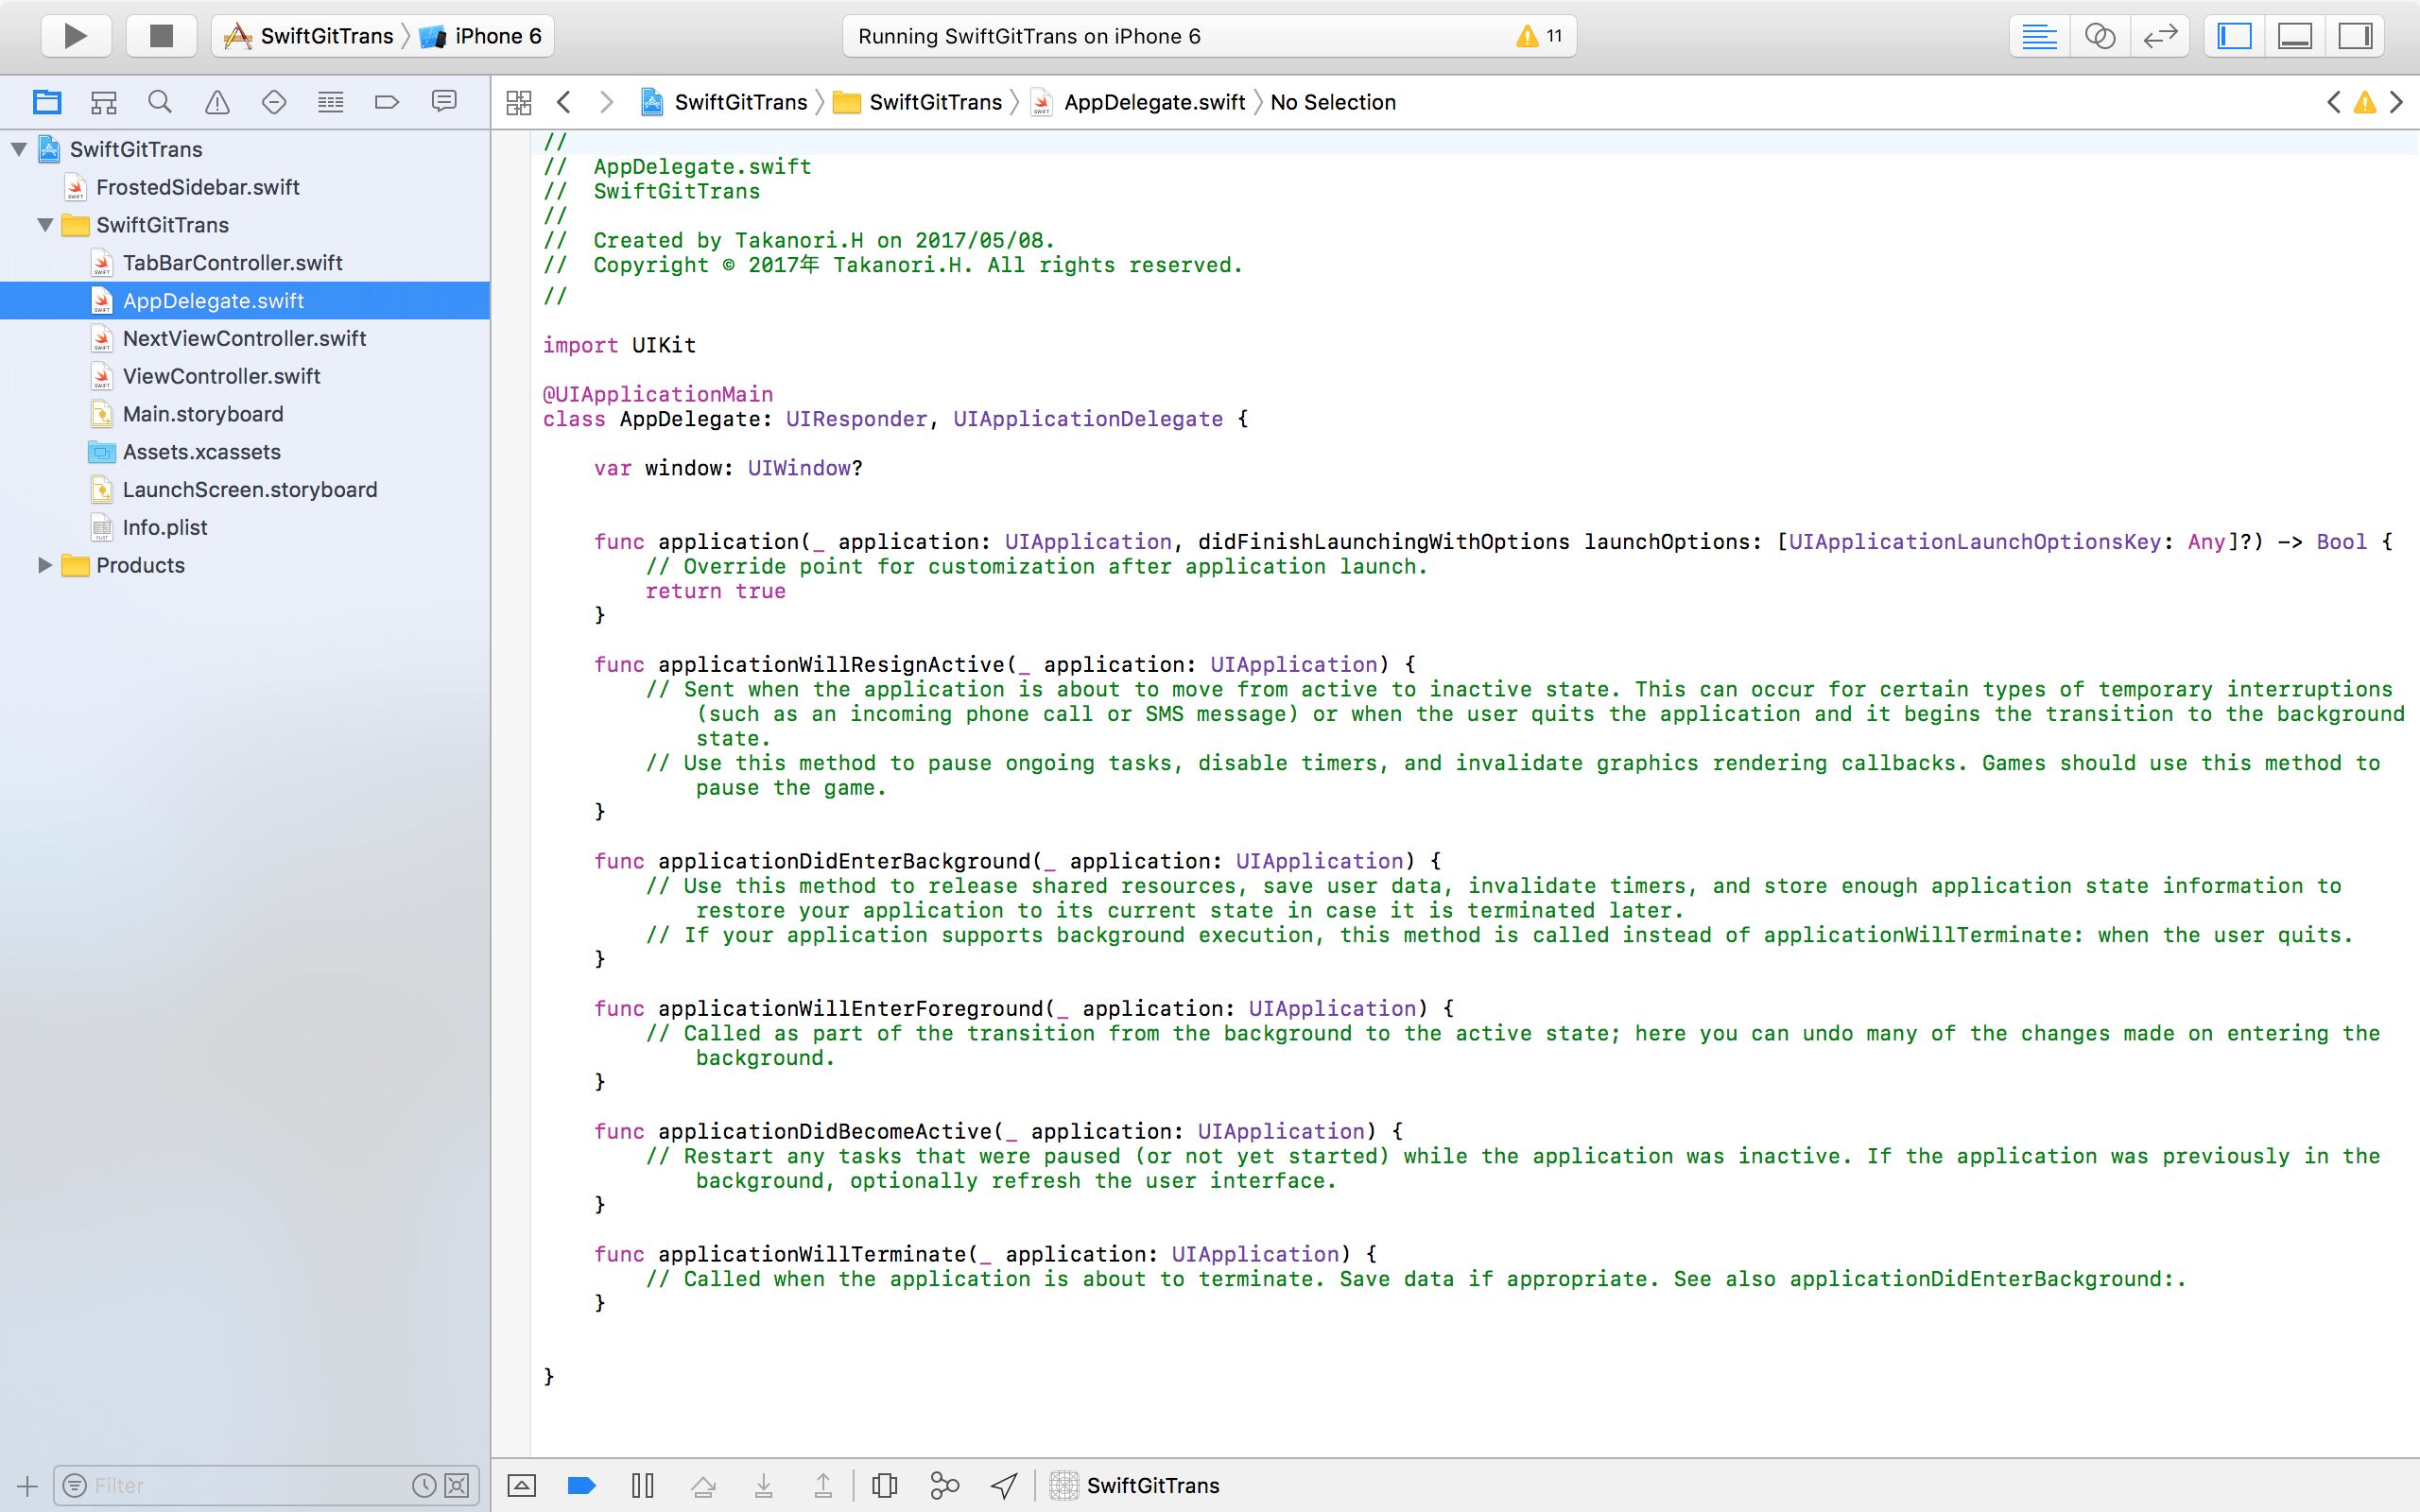 SwiftGitTrans iPhone 6
Running SwiftGitTrans on iPhone 6 11
SwiftGitTrans SwiftGitTrans AppDelegate.swift No Selection
SwiftGitTrans
FrostedSidebar.swift
SwiftGitTrans
TabBarController.swift
AppDelegate.swift
NextViewController.swift
ViewController.swift
Main.storyboard
Assets.xcassets
LaunchScreen.storyboard
Info.plist
Products
Filter
//
// AppDelegate.swift
// SwiftGitTrans
//
// Created by Takanori.H on 2017/05/08.
// Copyright © 2017年 Takanori.H. All rights reserved.
//
import UIKit
@UIApplicationMain
class AppDelegate: UIResponder, UIApplicationDelegate {
var window: UIWindow?
func application(_ application: UIApplication, didFinishLaunchingWithOptions launchOptions: [UIApplicationLaunchOptionsKey: Any]?) -> Bool {
// Override point for customization after application launch.
return true
}
func applicationWillResignActive(_ application: UIApplication) {
// Sent when the application is about to move from active to inactive state. This can occur for certain types of temporary interruptions
(such as an incoming phone call or SMS message) or when the user quits the application and it begins the transition to the background
state.
// Use this method to pause ongoing tasks, disable timers, and invalidate graphics rendering callbacks. Games should use this method to
pause the game.
}
func applicationDidEnterBackground(_ application: UIApplication) {
// Use this method to release shared resources, save user data, invalidate timers, and store enough application state information to
restore your application to its current state in case it is terminated later.
// If your application supports background execution, this method is called instead of applicationWillTerminate: when the user quits.
}
func applicationWillEnterForeground(_ application: UIApplication) {
// Called as part of the transition from the background to the active state; here you can undo many of the changes made on entering the
background.
}
func applicationDidBecomeActive(_ application: UIApplication) {
// Restart any tasks that were paused (or not yet started) while the application was inactive. If the application was previously in the
background, optionally refresh the user interface.
}
func applicationWillTerminate(_ application: UIApplication) {
// Called when the application is about to terminate. Save data if appropriate. See also applicationDidEnterBackground:.
}
}
SwiftGitTrans